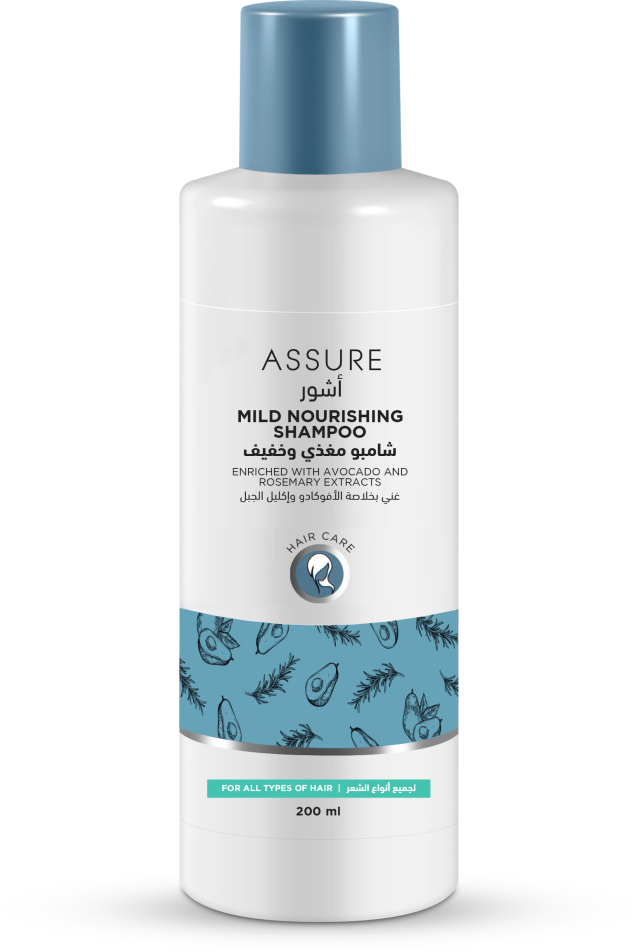 ASSURE
أشور
MILD NOURISHING
SHAMPOO
شامبو مغذي وخفيف
ENRICHED WITH AVOCADO AND
ROSEMARY EXTRACTS
غني بخلاصة الأفوكادو وإكليل الجبل
HAIR CARE
FOR ALL TYPES OF HAIR | لجميع أنواع الشعر
200 ml